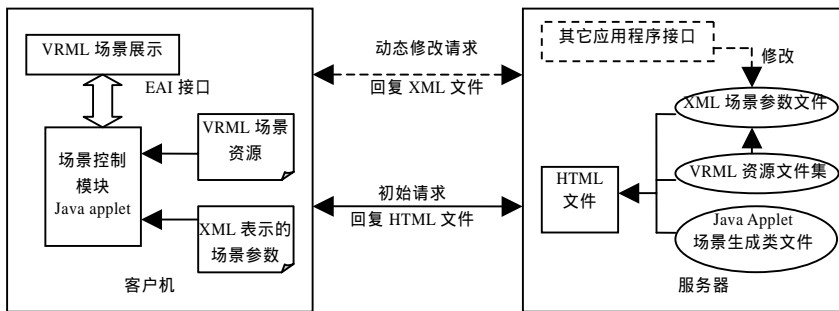 VRML 场景展示
EAI 接口
场景控制
模块
Java applet
VRML 场景
资源
XML 表示的
场景参数
客户机
动态修改请求
回复 XML 文件
初始请求
回复 HTML 文件
其它应用程序接口
修改
XML 场景参数文件
VRML 资源文件集
HTML
文件
Java Applet
场景生成类文件
服务器